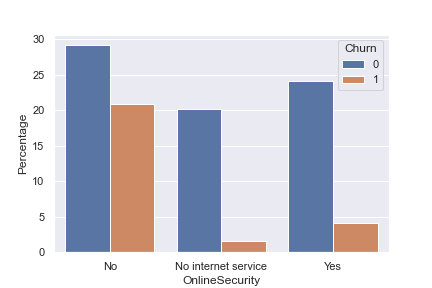 30
25
20
15
10
5
0
Percentage
Churn
0
1
No
No internet service
Yes
OnlineSecurity